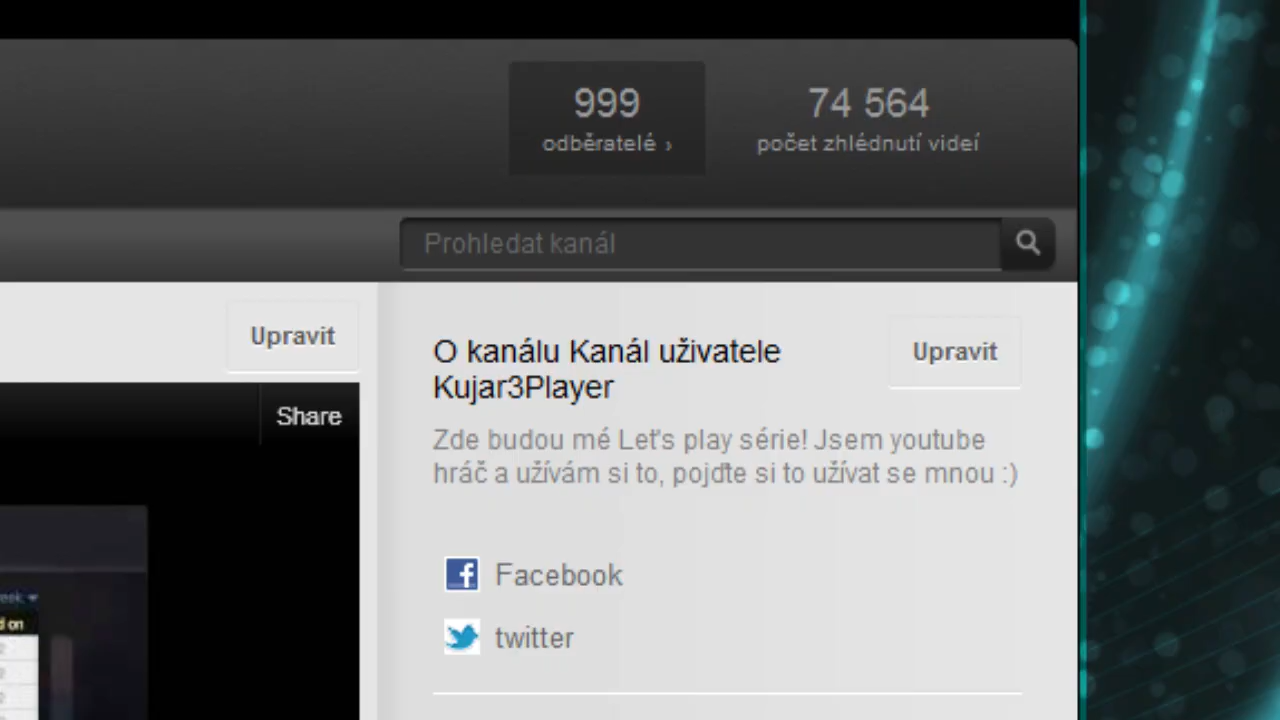 999
odběratelé ›
74 564
počet zhlédnutí videí
Prohledat kanál
Upravit
O kanálu Kanál uživatele
Kujar3Player
Upravit
Share
Zde budou mé Let's play série! Jsem youtube
hráč a užívám si to, pojďte si to užívat se mnou :)
Facebook
twitter
d on